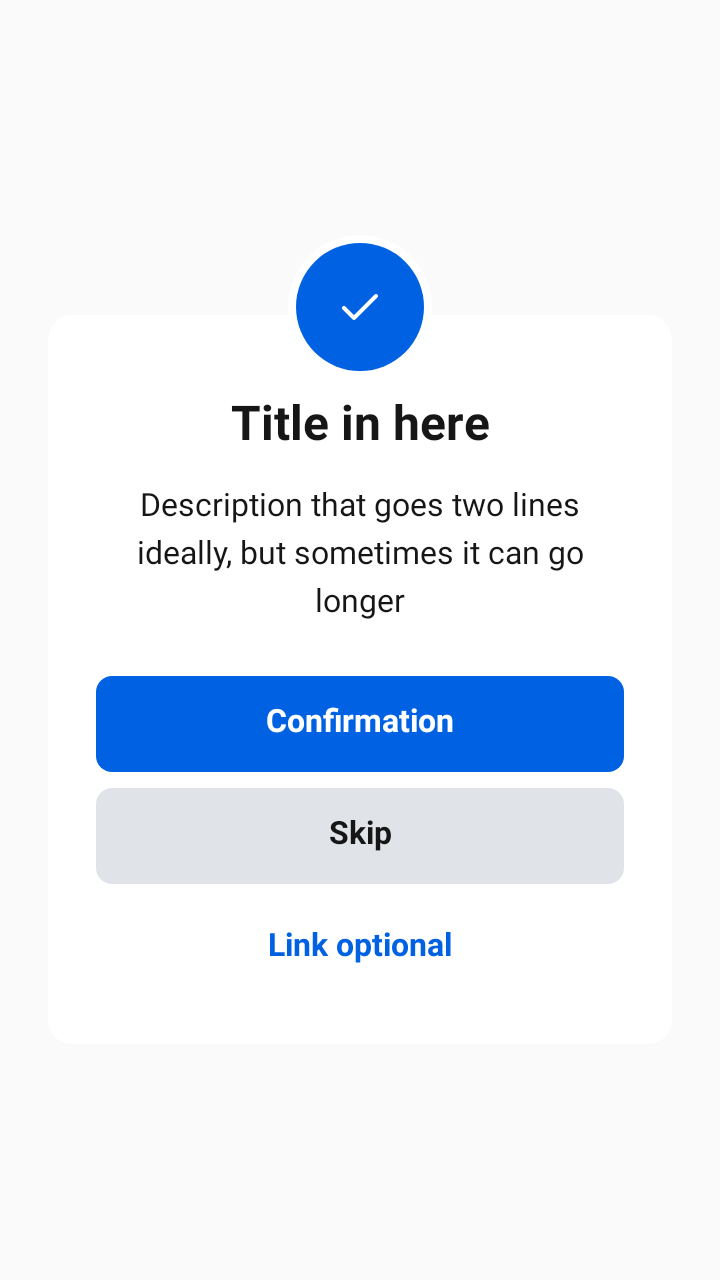 Title in here
Description that goes two lines
ideally, but sometimes it can go
longer
Confirmation
Skip
Link optional